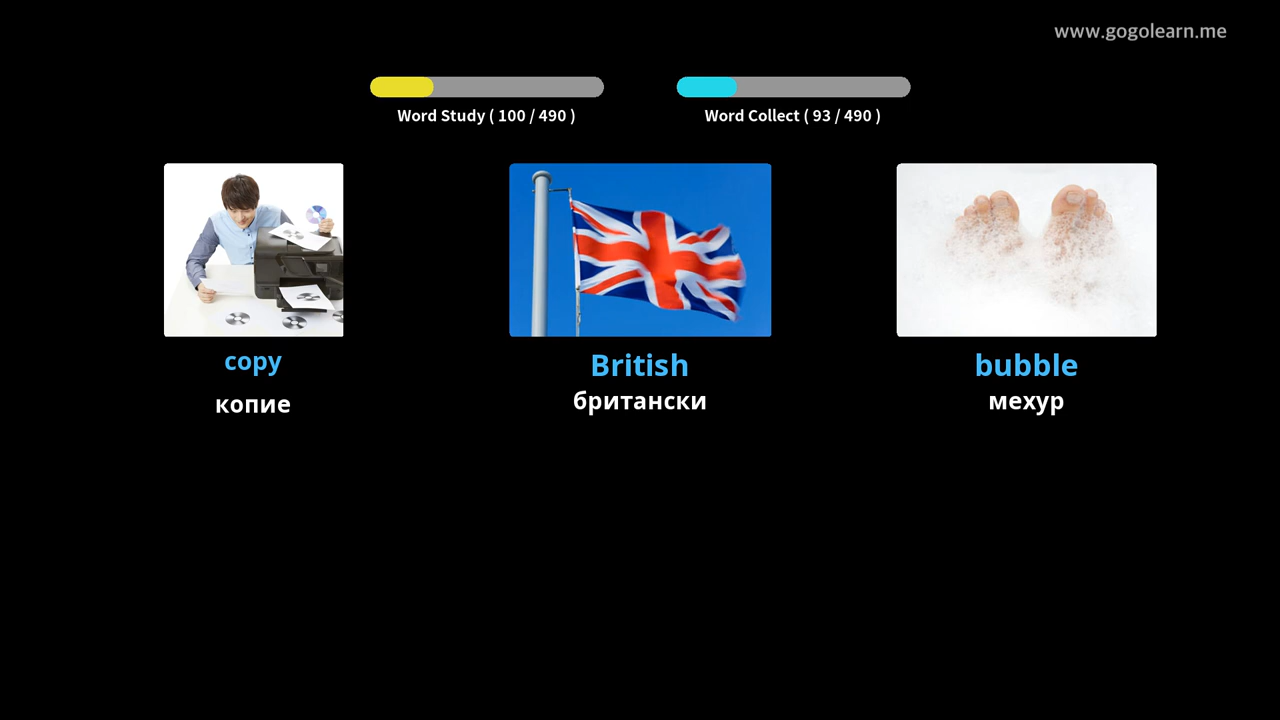 www.gogolearn.me
Word Study ( 100 / 490 )
Word Collect ( 93 / 490 )
copy
копие
British
британски
bubble
мехур